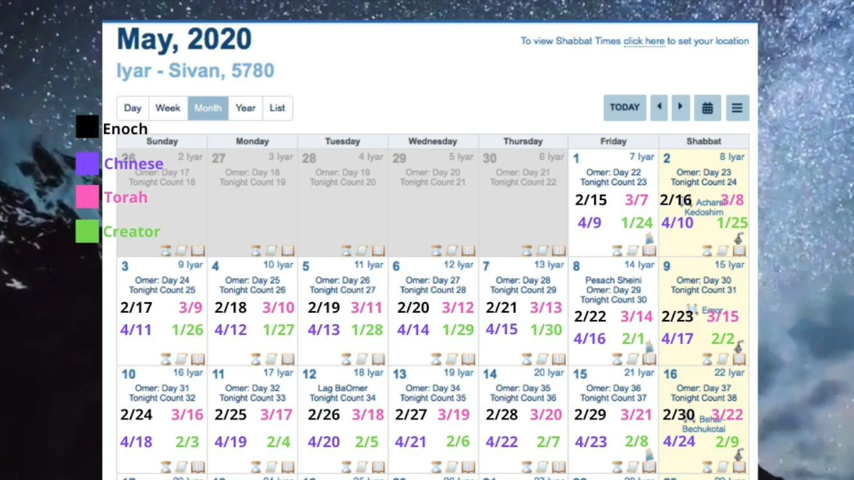 May, 2020
To view Shabbat Times click here to set your location
Iyar - Sivan, 5780
Day Week Month Year List
TODAY
Enoch
Chinese
Torah
Creator
Sunday Monday Tuesday Wednesday Thursday Friday Shabbat
26 2 Iyar 27 3 Iyar 28 4 Iyar 29 5 Iyar 30 6 Iyar 1 7 Iyar 2 8 Iyar
Omer: Day 17 Omer: Day 18 Omer: Day 19 Omer: Day 20 Omer: Day 21 Omer: Day 22 Omer: Day 23
Tonight Count 18 Tonight Count 19 Tonight Count 20 Tonight Count 21 Tonight Count 22 Tonight Count 23 Tonight Count 24
2/15 3/7 2/16 3/8
Acharei
Kedoshim
4/9 1/24 4/10 1/25
3 9 Iyar 4 10 Iyar 5 11 Iyar 6 12 Iyar 7 13 Iyar 8 14 Iyar 9 15 Iyar
Omer: Day 24 Omer: Day 25 Omer: Day 26 Omer: Day 27 Omer: Day 28 Pesach Sheini Omer: Day 30
Tonight Count 25 Tonight Count 26 Tonight Count 27 Tonight Count 28 Tonight Count 29 Omer: Day 29 Tonight Count 31
Tonight Count 30
2/17 3/9 2/18 3/10 2/19 3/11 2/20 3/12 2/21 3/13 2/22 3/14 2/23 3/15
Emor
4/11 1/26 4/12 1/27 4/13 1/28 4/14 1/29 4/15 1/30 4/16 2/1 4/17 2/2
10 16 Iyar 11 17 Iyar 12 18 Iyar 13 19 Iyar 14 20 Iyar 15 21 Iyar 16 22 Iyar
Omer: Day 31 Omer: Day 32 Lag BaOmer Omer: Day 34 Omer: Day 35 Omer: Day 36 Omer: Day 37
Tonight Count 32 Tonight Count 33 Tonight Count 34 Tonight Count 35 Tonight Count 36 Tonight Count 37 Tonight Count 38
2/24 3/16 2/25 3/17 2/26 3/18 2/27 3/19 2/28 3/20 2/29 3/21 2/30 3/22
Bechukotai
4/18 2/3 4/19 2/4 4/20 2/5 4/21 2/6 4/22 2/7 4/23 2/8 4/24 2/9